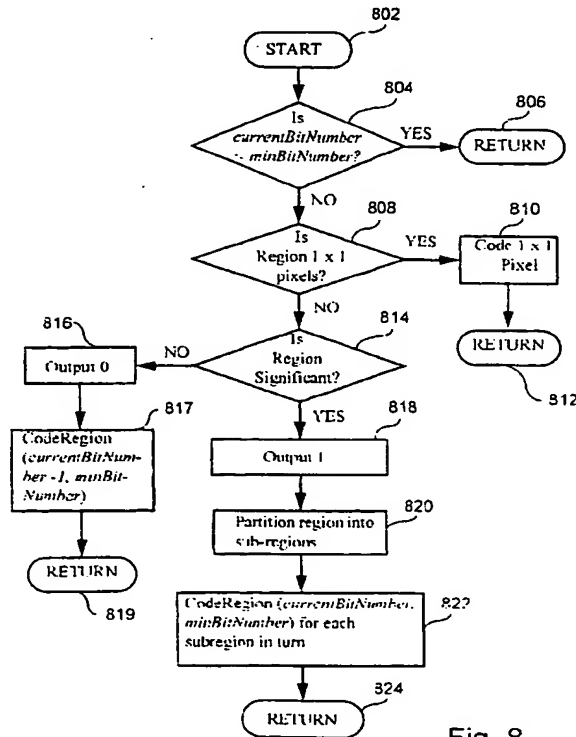 802
START
804
Is
currentBitNumber
minBitNumber?
YES
806
RETURN
NO
808
Is
Region 1 x 1
pixels?
YES
810
Code 1 x 1
Pixel
NO
RETURN
812
814
Is
Region
Significant?
NO
816
Output 0
817
CodeRegion
(currentBitNum-
ber -1, minBit-
Number)
RETURN
819
YES
818
Output 1
820
Partition region into
sub-regions
822
CodeRegion (currentBitNumber,
minBitNumber) for each
subregion in turn
824
RETURN
Fig. 8